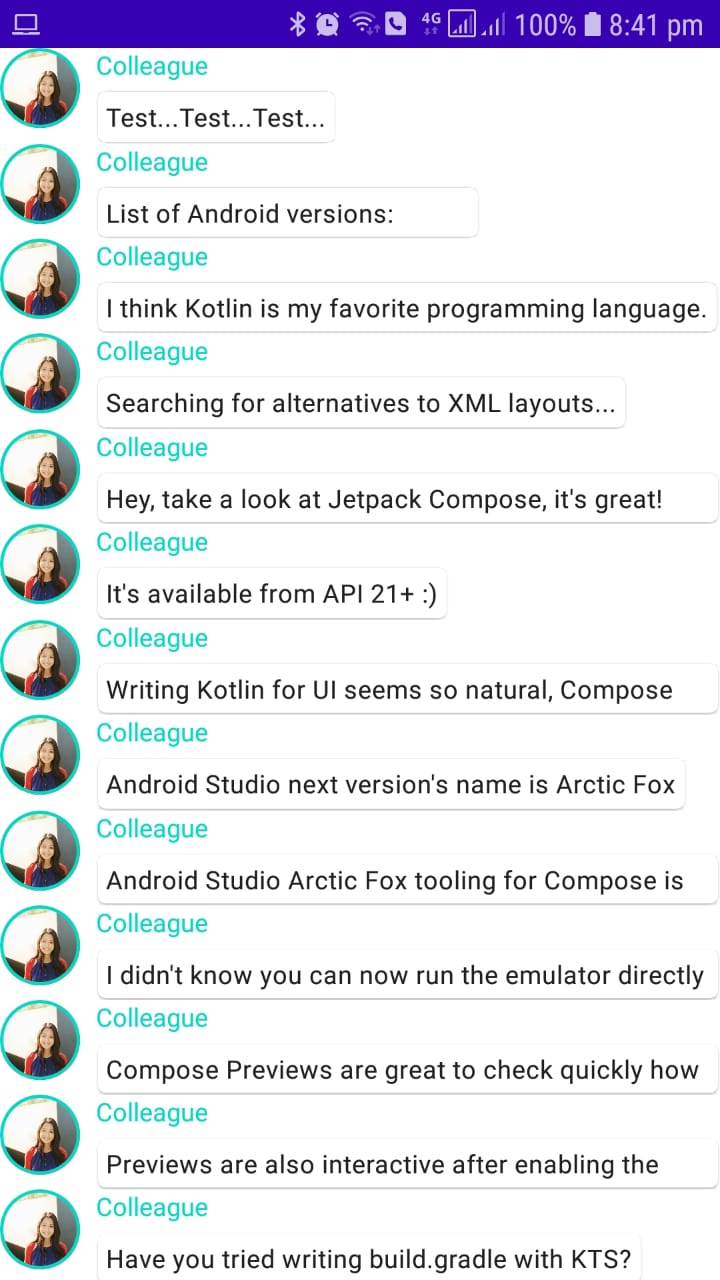 4G 100% 8:41 pm
Colleague
Test...Test...Test...
Colleague
List of Android versions:
Colleague
I think Kotlin is my favorite programming language.
Colleague
Searching for alternatives to XML layouts...
Colleague
Hey, take a look at Jetpack Compose, it's great!
Colleague
It's available from API 21+ :)
Colleague
Writing Kotlin for UI seems so natural, Compose
Colleague
Android Studio next version's name is Arctic Fox
Colleague
Android Studio Arctic Fox tooling for Compose is
Colleague
I didn't know you can now run the emulator directly
Colleague
Compose Previews are great to check quickly how
Colleague
Previews are also interactive after enabling the
Colleague
Have you tried writing build.gradle with KTS?